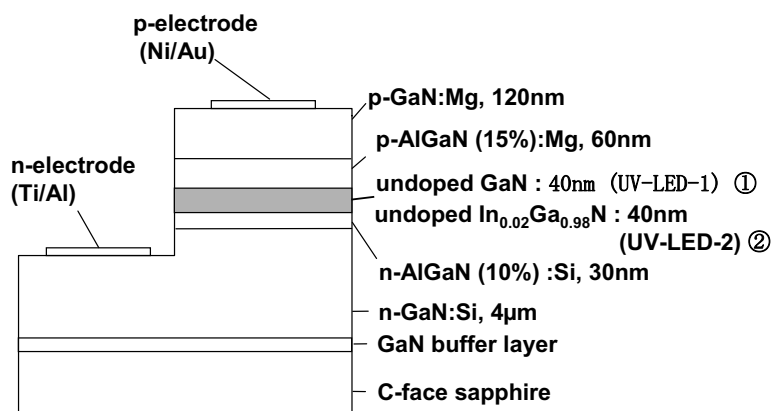 p-electrode
(Ni/Au)
p-GaN:Mg, 120nm
p-AlGaN (15%):Mg, 60nm
n-electrode
(Ti/Al)
undoped GaN : 40nm (UV-LED-1) ①
undoped In₀.₀₂Ga₀.₉₈N : 40nm
(UV-LED-2) ②
n-AlGaN (10%) :Si, 30nm
n-GaN:Si, 4µm
GaN buffer layer
C-face sapphire